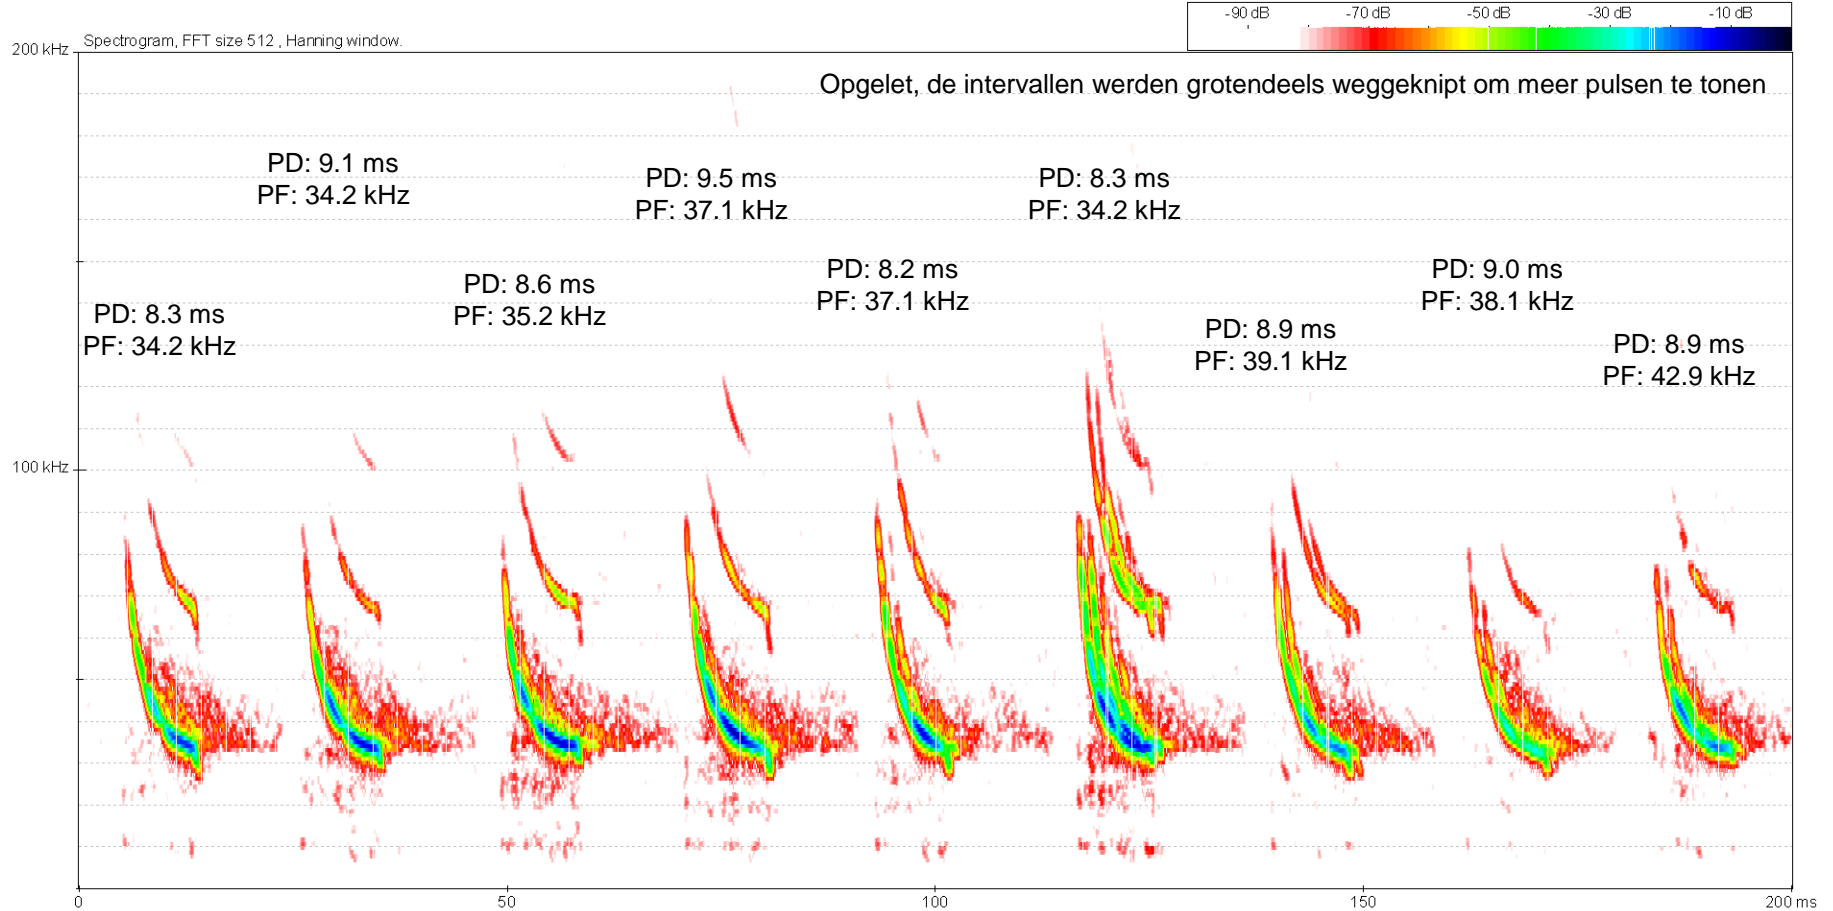 -90 dB -70 dB -50 dB -30 dB -10 dB
Spectrogram, FFT size 512 , Hanning window.
200 kHz
Opgelet, de intervallen werden grotendeels weggeknipt om meer pulsen te tonen
PD: 9.1 ms
PF: 34.2 kHz
PD: 9.5 ms
PF: 37.1 kHz
PD: 8.3 ms
PF: 34.2 kHz
PD: 8.6 ms
PF: 35.2 kHz
PD: 8.2 ms
PF: 37.1 kHz
PD: 9.0 ms
PF: 38.1 kHz
PD: 8.3 ms
PF: 34.2 kHz
PD: 8.9 ms
PF: 39.1 kHz
PD: 8.9 ms
PF: 42.9 kHz
100 kHz
0 50 100 150 200 ms